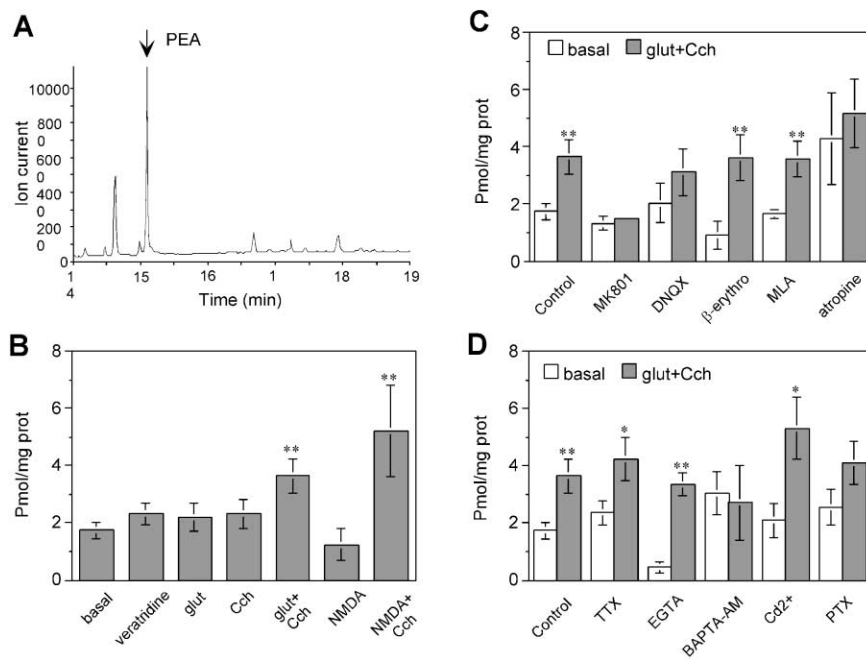 A
PEA
Ion current
10000
800
0
600
0
400
0
200
0
0
1
4
15
16
1
18
19
Time (min)
B
Pmol/mg prot
8
6
4
2
0
**
**
basal
veratridine
glut
Cch
glut+
Cch
NMDA
NMDA+
Cch
C
basal
glut+Cch
Pmol/mg prot
8
6
4
2
0
**
**
**
Control
MK801
DNQX
β-erythro
MLA
atropine
D
basal
glut+Cch
Pmol/mg prot
8
6
4
2
0
**
*
**
*
Control
TTX
EGTA
BAPTA-AM
Cd2+
PTX